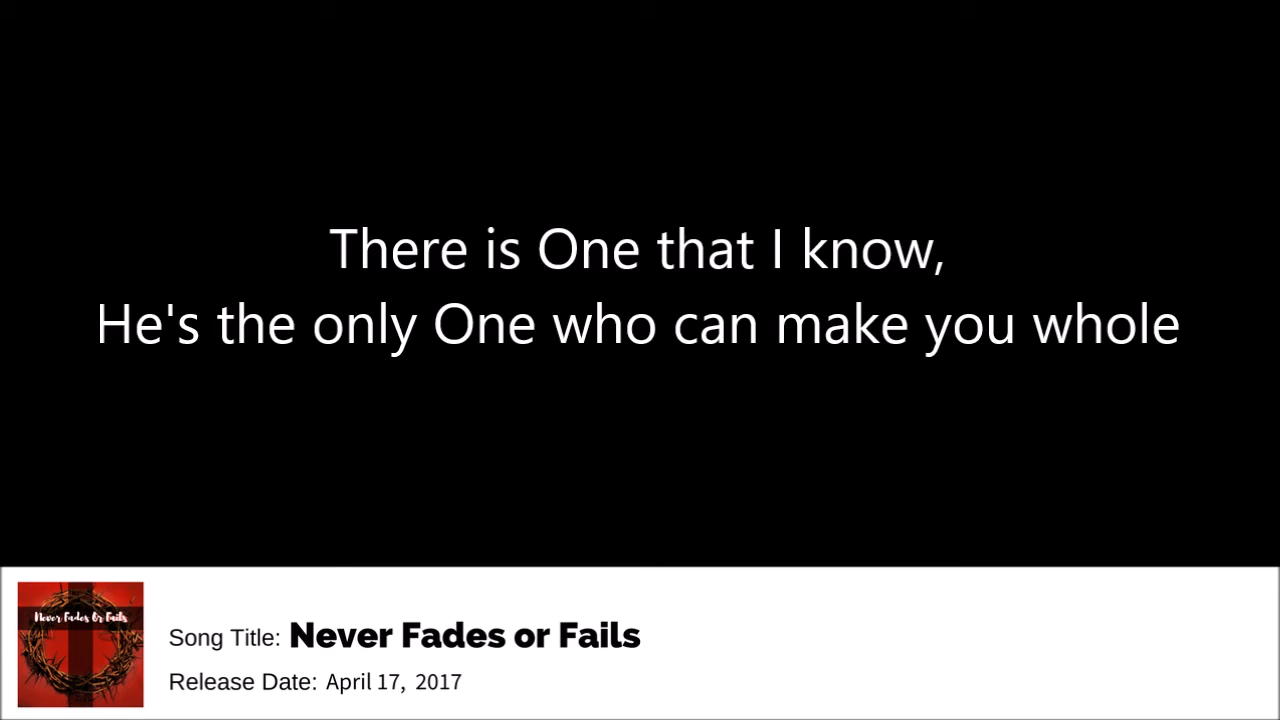 There is One that I know,
He's the only One who can make you whole
Never Fades Or Fails
Song Title: Never Fades or Fails
Release Date: April 17, 2017